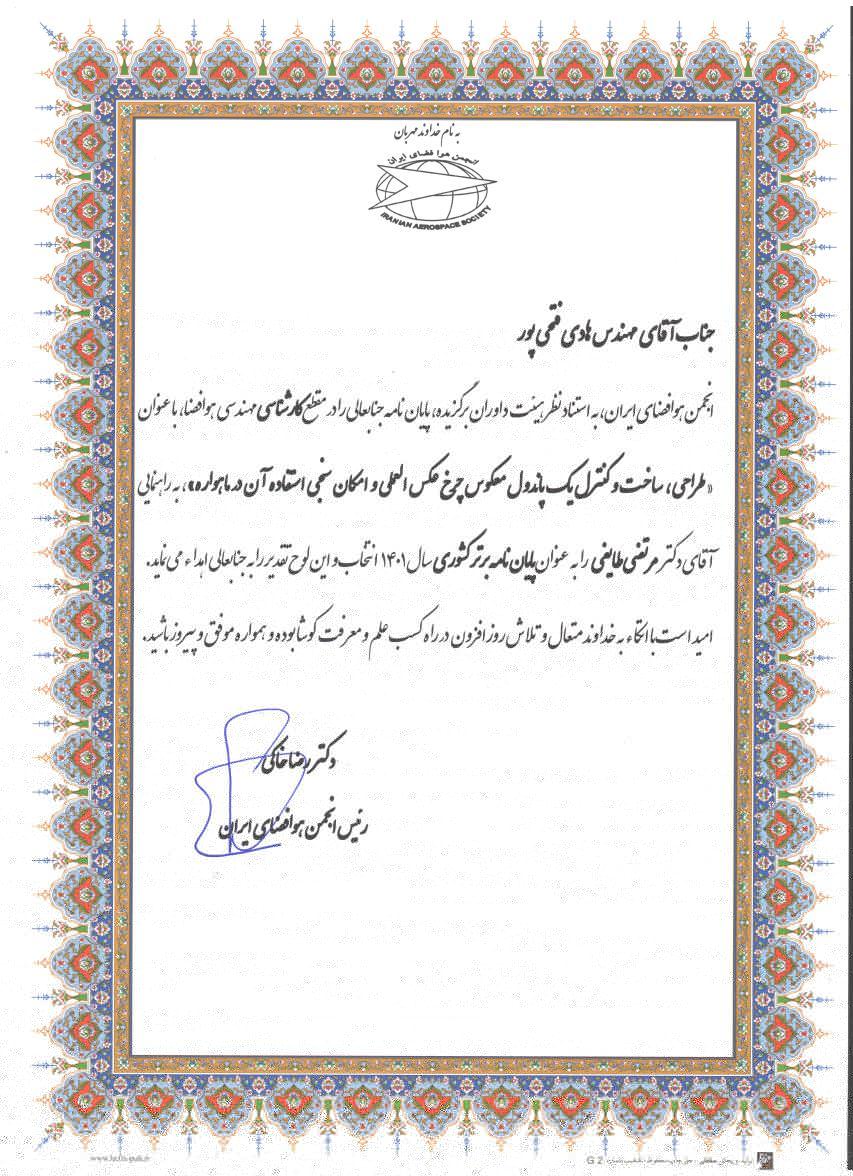 به نام خداوند مهربان
انجمن هوا فضای ایران
IRANIAN AEROSPACE SOCIETY
جناب آقای مهندس هادی فتحی پور
انجمن هوافضای ایران، به استناد نظر هیئت داوران برگزیده، پایان نامه جنابعالی را در مقطع کارشناسی مهندسی هوافضا، با عنوان
«طراحی، ساخت و کنترل یک پاندول معکوس چرخ عکس العملی و امکان سنجی استفاده آن در ماهواره»، به راهنمایی
آقای دکتر مرتضی طایفی را به عنوان پایان نامه برتر کشوری سال ۱۴۰۱ انتخاب و این لوح تقدیر را به جنابعالی اهداء می نماید.
امید است با اتکاء به خداوند متعال و تلاش روز افزون در راه کسب علم و معرفت کوشا بوده و همواره موفق و پیروز باشید.
دکتر رضا خاکی
رئیس انجمن هوافضای ایران
G 2